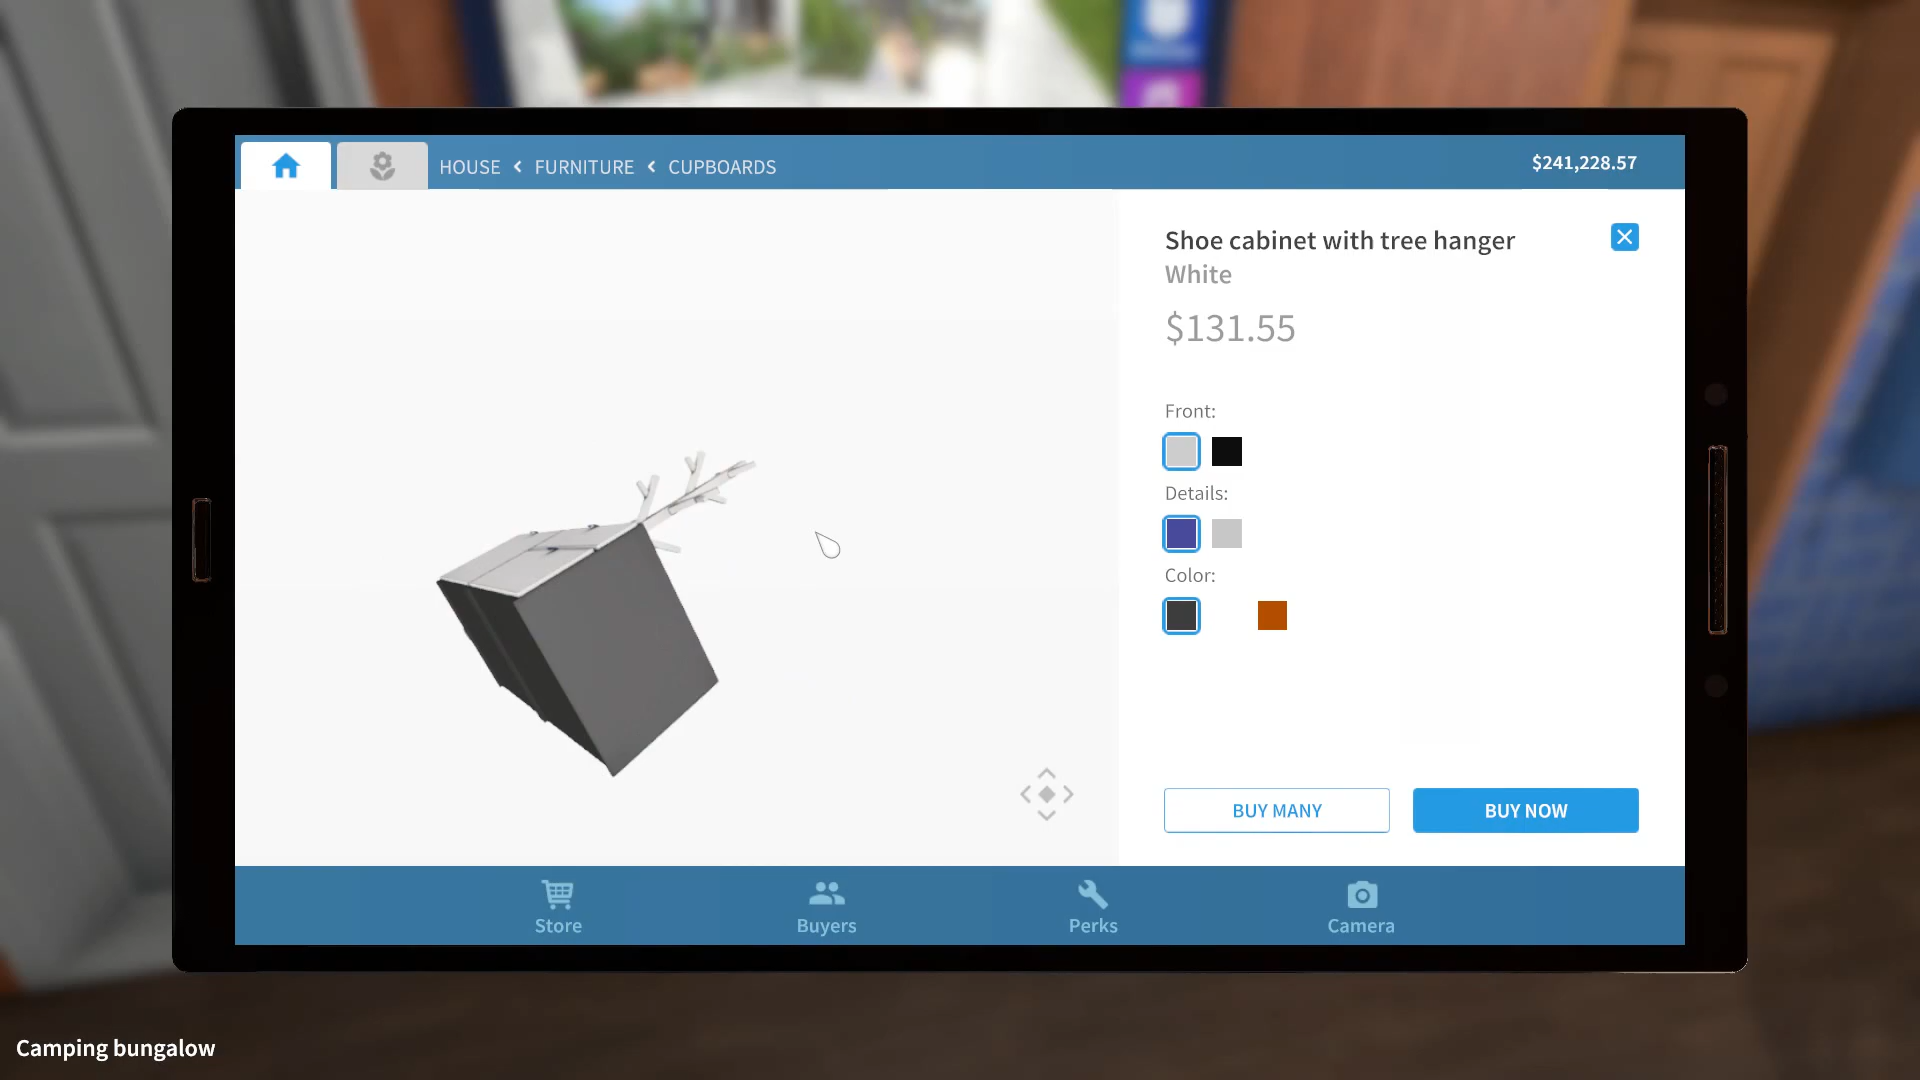 HOUSE < FURNITURE < CUPBOARDS
$241,228.57
Shoe cabinet with tree hanger
White
$131.55
Front:
Details:
Color:
BUY MANY
BUY NOW
Store
Buyers
Perks
Camera
Camping bungalow